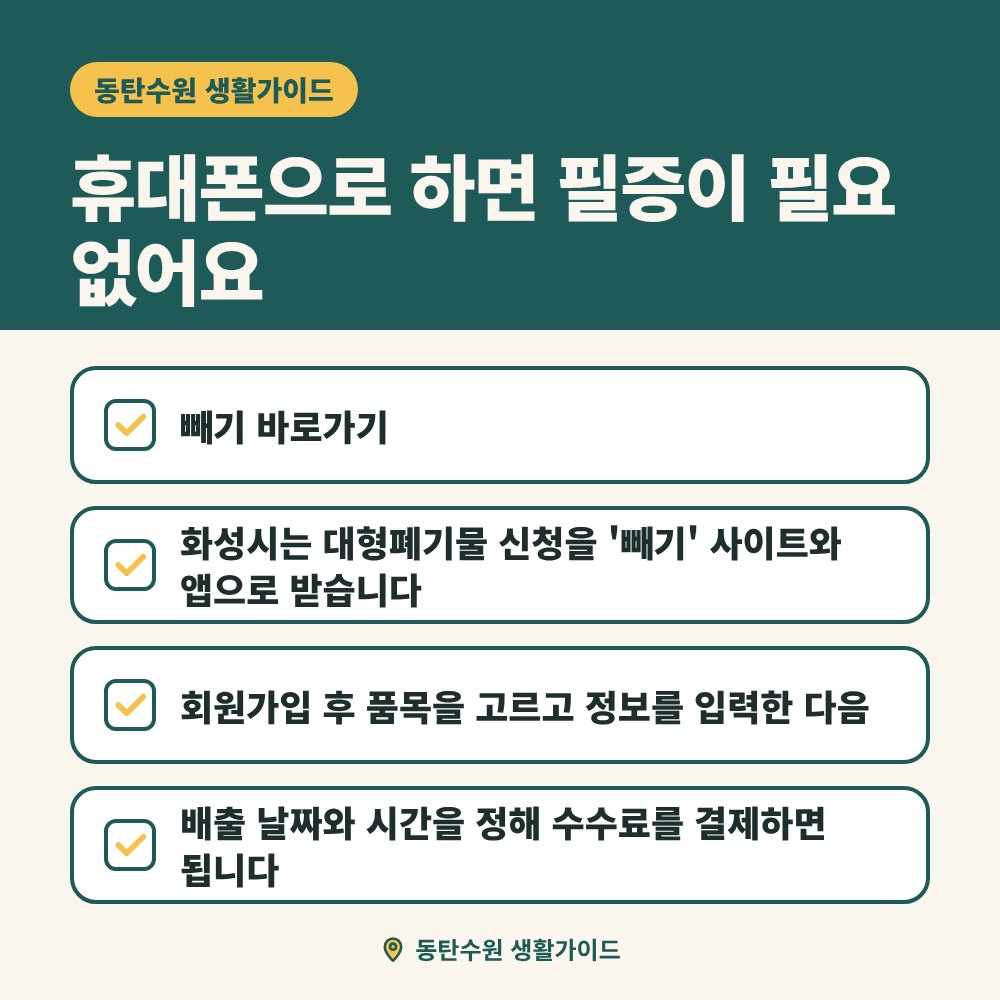 동탄수원 생활가이드
휴대폰으로 하면 필증이 필요
없어요
빼기 바로가기
화성시는 대형폐기물 신청을 '빼기' 사이트와
앱으로 받습니다
회원가입 후 품목을 고르고 정보를 입력한 다음
배출 날짜와 시간을 정해 수수료를 결제하면
됩니다
동탄수원 생활가이드